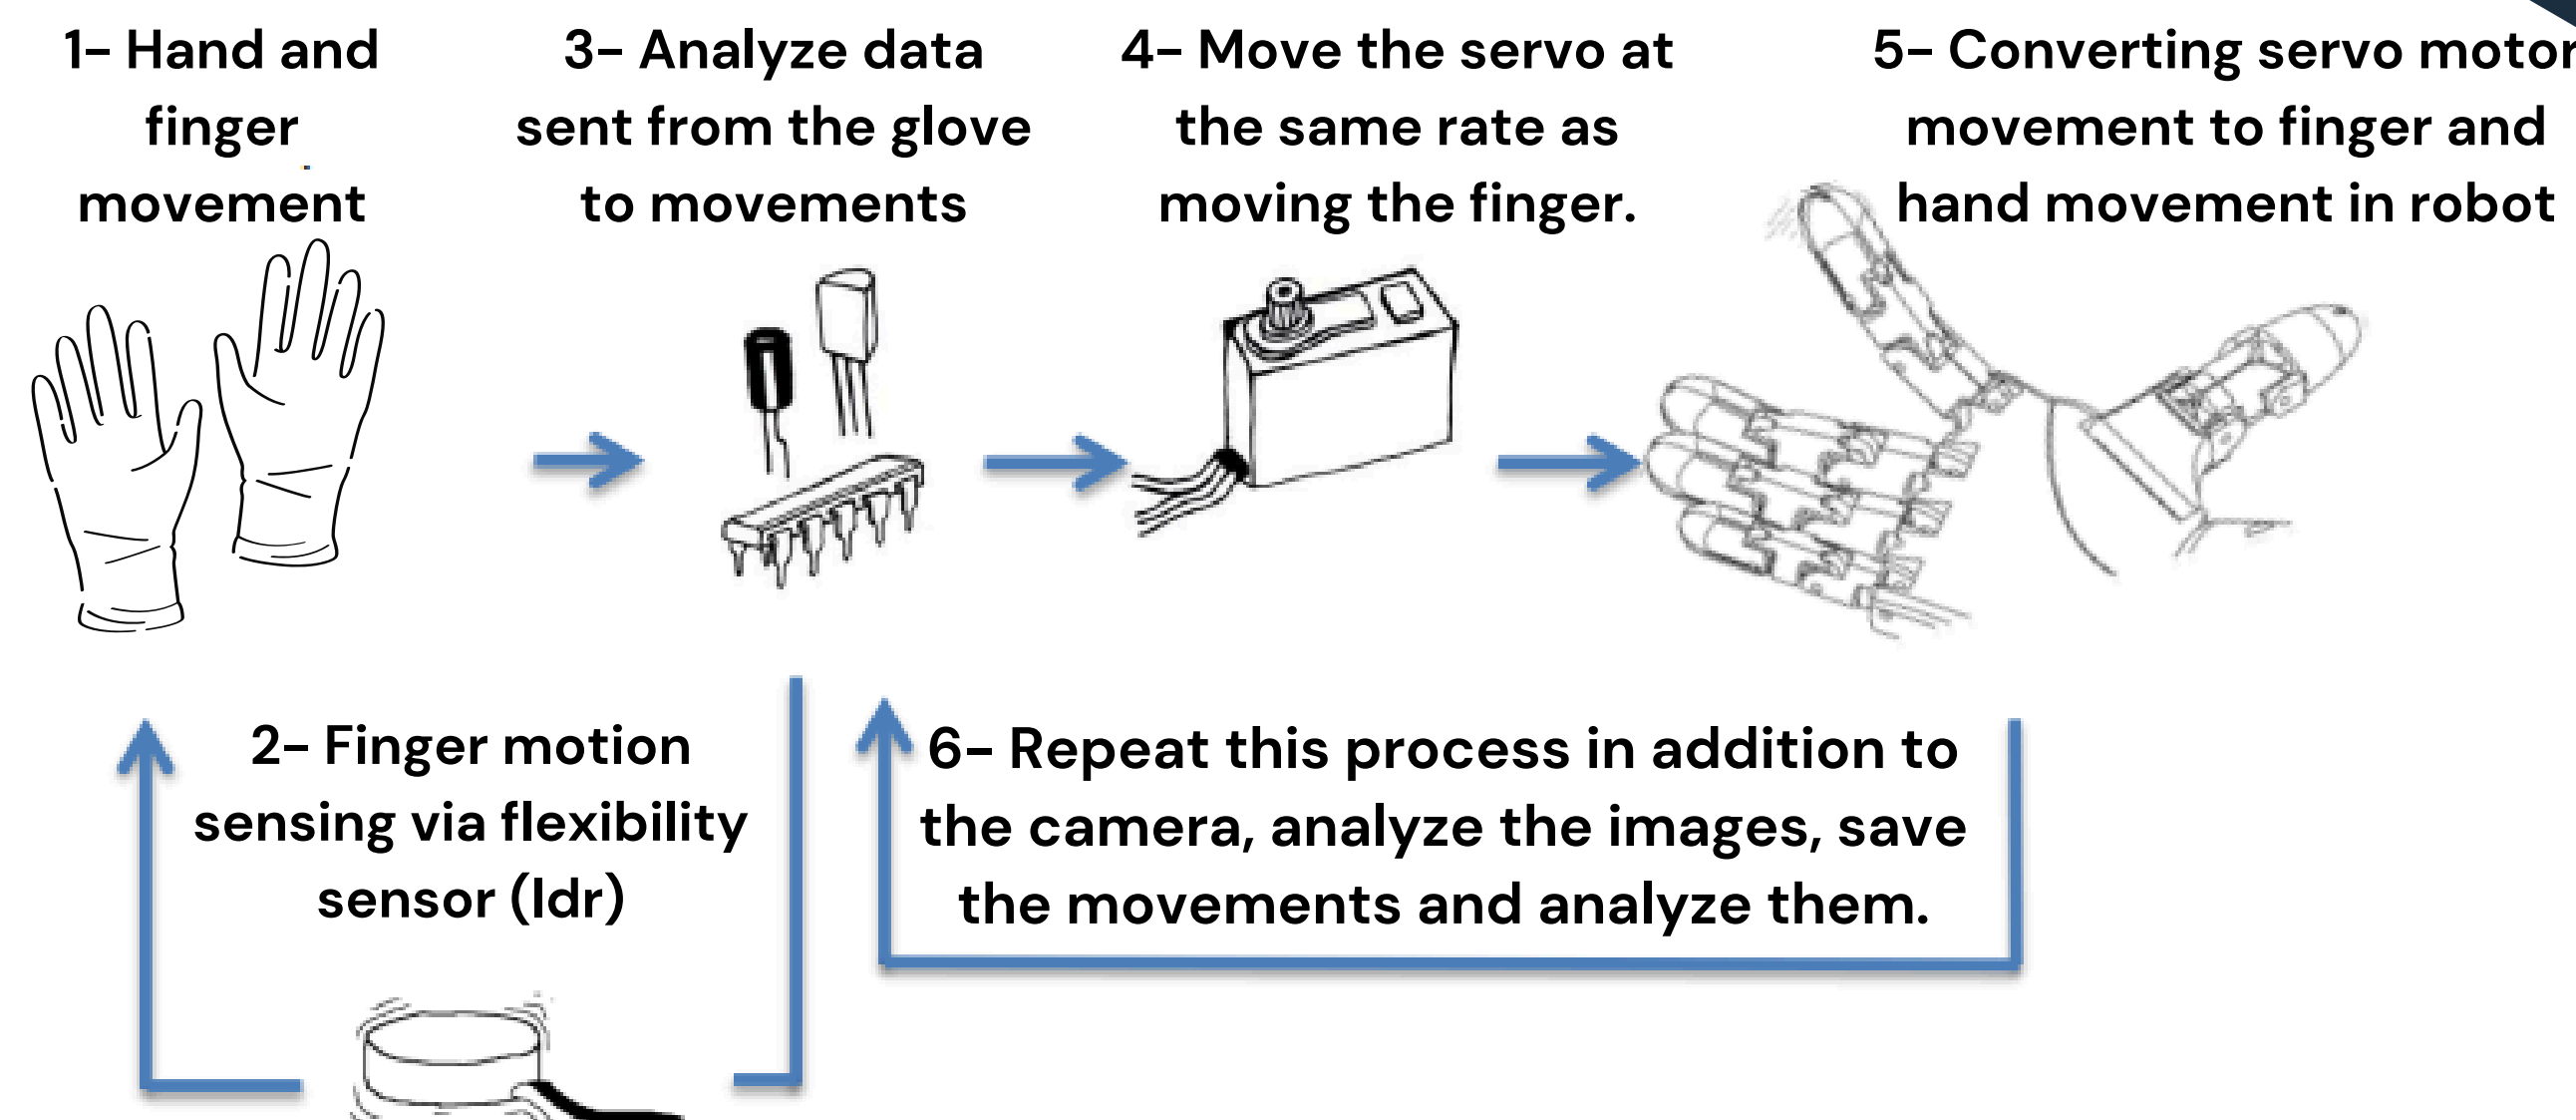 1- Hand and
finger
movement
3- Analyze data
sent from the glove
to movements
4- Move the servo at
the same rate as
moving the finger.
5- Converting servo motor
movement to finger and
hand movement in robot
2- Finger motion
sensing via flexibility
sensor (ldr)
6- Repeat this process in addition to
the camera, analyze the images, save
the movements and analyze them.